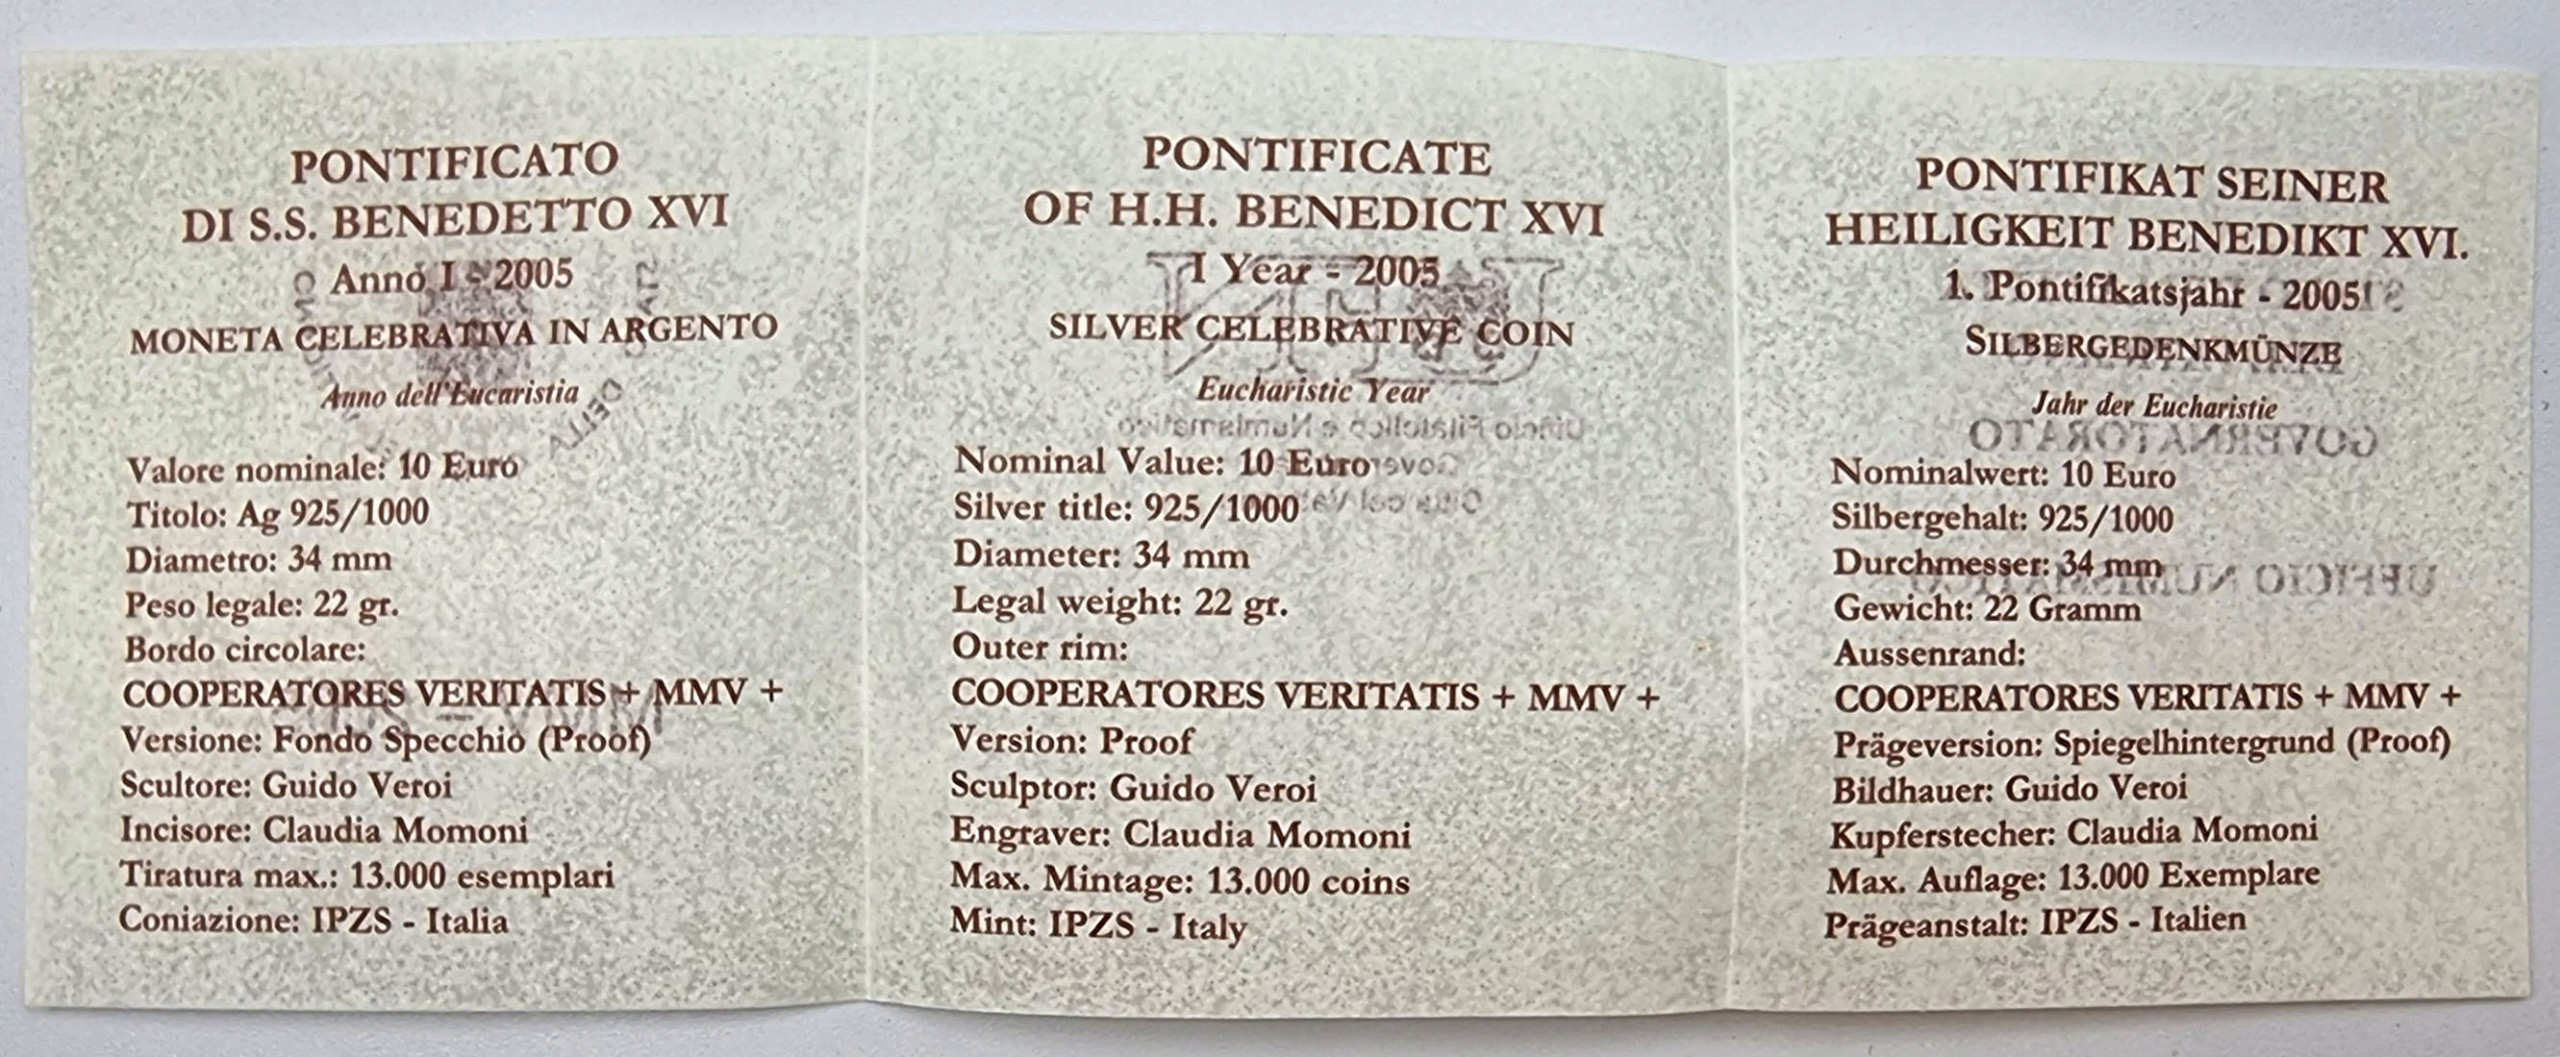 PONTIFICATO
DI S.S. BENEDETTO XVI
Anno I - 2005
MONETA CELEBRATIVA IN ARGENTO
Anno dell'Eucaristia
Valore nominale: 10 Euro
Titolo: Ag 925/1000
Diametro: 34 mm
Peso legale: 22 gr.
Bordo circolare:
COOPERATORES VERITATIS + MMV +
Versione: Fondo Specchio (Proof)
Scultore: Guido Veroi
Incisore: Claudia Momoni
Tiratura max.: 13.000 esemplari
Coniazione: IPZS - Italia
PONTIFICATE
OF H.H. BENEDICT XVI
I Year - 2005
SILVER CELEBRATIVE COIN
Eucharistic Year
Nominal Value: 10 Euro
Silver title: 925/1000
Diameter: 34 mm
Legal weight: 22 gr.
Outer rim:
COOPERATORES VERITATIS + MMV +
Version: Proof
Sculptor: Guido Veroi
Engraver: Claudia Momoni
Max. Mintage: 13.000 coins
Mint: IPZS - Italy
PONTIFIKAT SEINER
HEILIGKEIT BENEDIKT XVI.
1. Pontifikatsjahr - 2005
SILBERGEDENKMÜNZE
Jahr der Eucharistie
GOVERNATORATO
Nominalwert: 10 Euro
Silbergehalt: 925/1000
Durchmesser: 34 mm
UFFICIO
Gewicht: 22 Gramm
Aussenrand:
COOPERATORES VERITATIS + MMV +
Prägeversion: Spiegelhintergrund (Proof)
Bildhauer: Guido Veroi
Kupferstecher: Claudia Momoni
Max. Auflage: 13.000 Exemplare
Prägeanstalt: IPZS - Italien